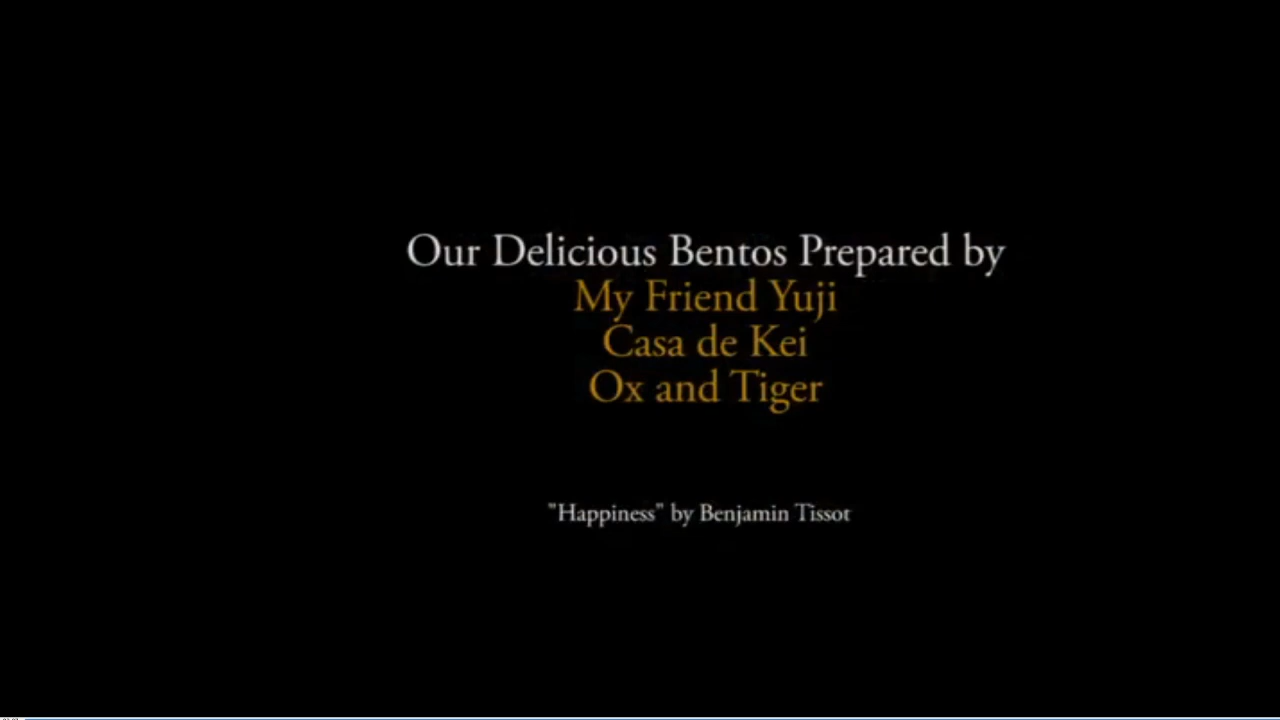 Our Delicious Bentos Prepared by
My Friend Yuji
Casa de Kei
Ox and Tiger
"Happiness" by Benjamin Tissot